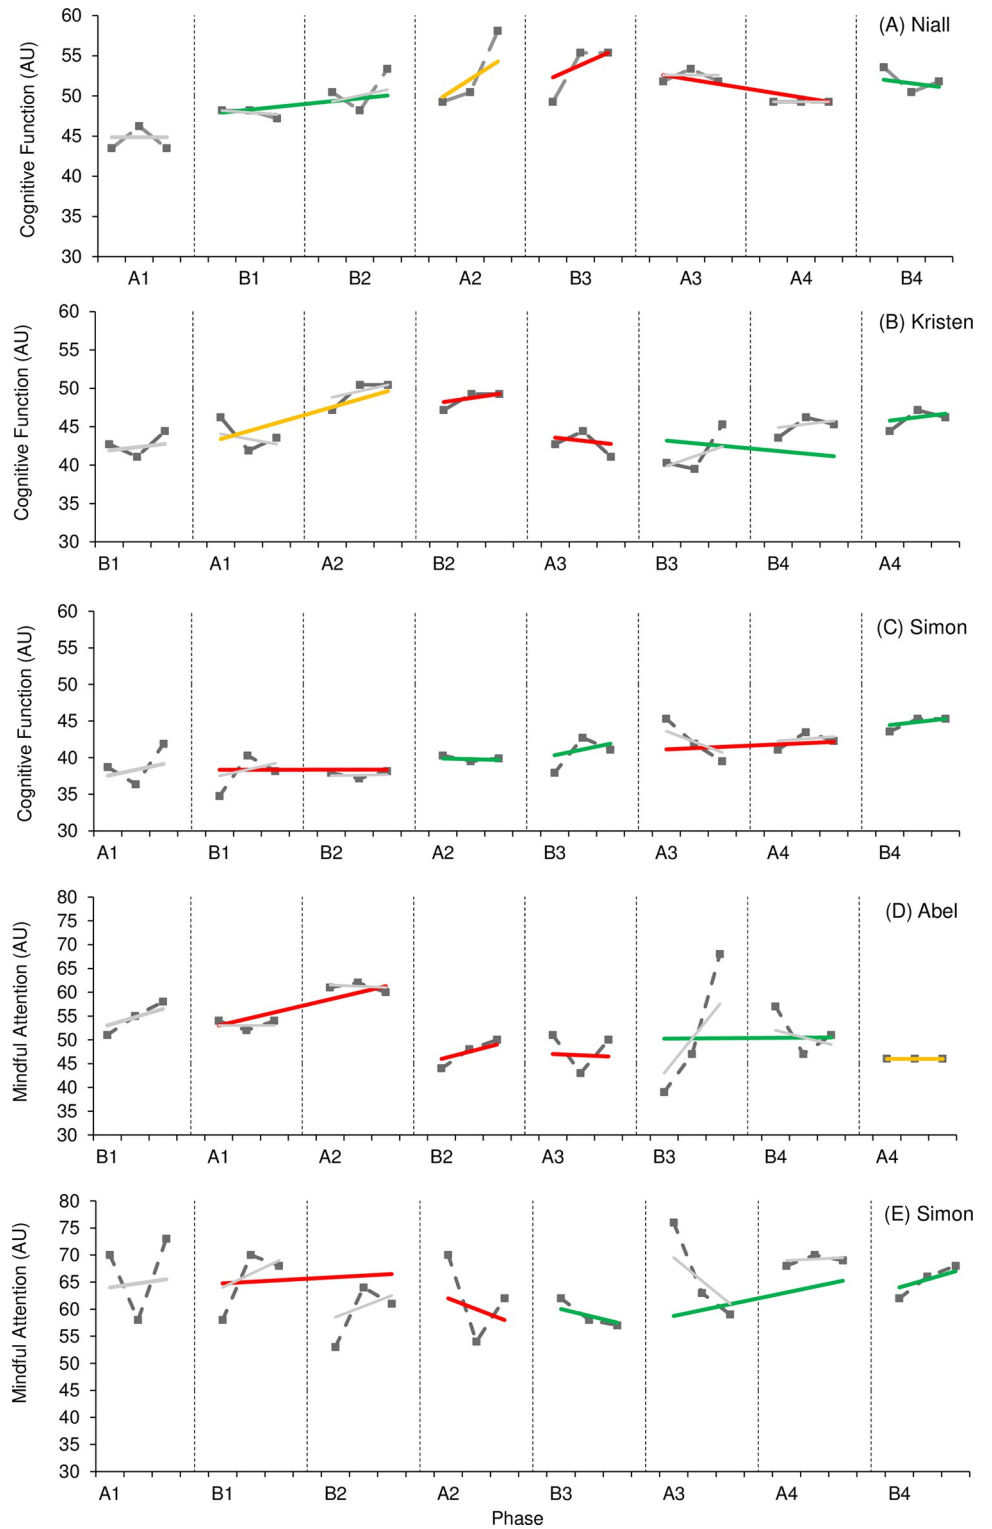 (A) Niall
Cognitive Function (AU)
60
55
50
45
40
35
30
A1 B1 B2 A2 B3 A3 A4 B4
(B) Kristen
Cognitive Function (AU)
60
55
50
45
40
35
30
B1 A1 A2 B2 A3 B3 B4 A4
(C) Simon
Cognitive Function (AU)
60
55
50
45
40
35
30
A1 B1 B2 A2 B3 A3 A4 B4
(D) Abel
Mindful Attention (AU)
80
75
70
65
60
55
50
45
40
35
30
B1 A1 A2 B2 A3 B3 B4 A4
(E) Simon
Mindful Attention (AU)
80
75
70
65
60
55
50
45
40
35
30
A1 B1 B2 A2 B3 A3 A4 B4
Phase